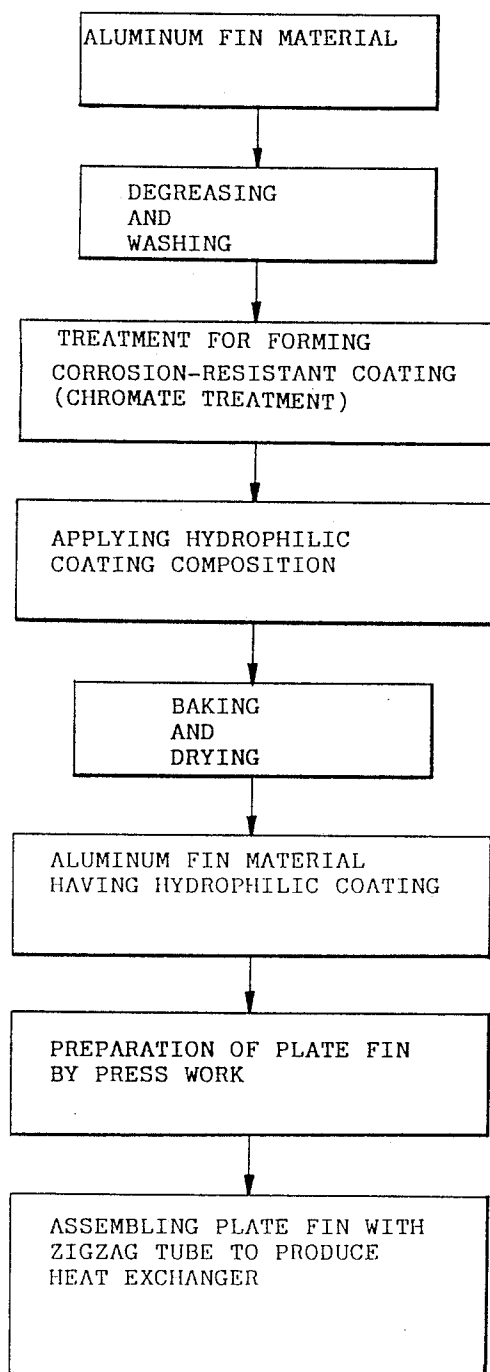 ALUMINUM FIN MATERIAL
DEGREASING
AND
WASHING
TREATMENT FOR FORMING
CORROSION-RESISTANT COATING
(CHROMATE TREATMENT)
APPLYING HYDROPHILIC
COATING COMPOSITION
BAKING
AND
DRYING
ALUMINUM FIN MATERIAL
HAVING HYDROPHILIC COATING
PREPARATION OF PLATE FIN
BY PRESS WORK
ASSEMBLING PLATE FIN WITH
ZIGZAG TUBE TO PRODUCE
HEAT EXCHANGER